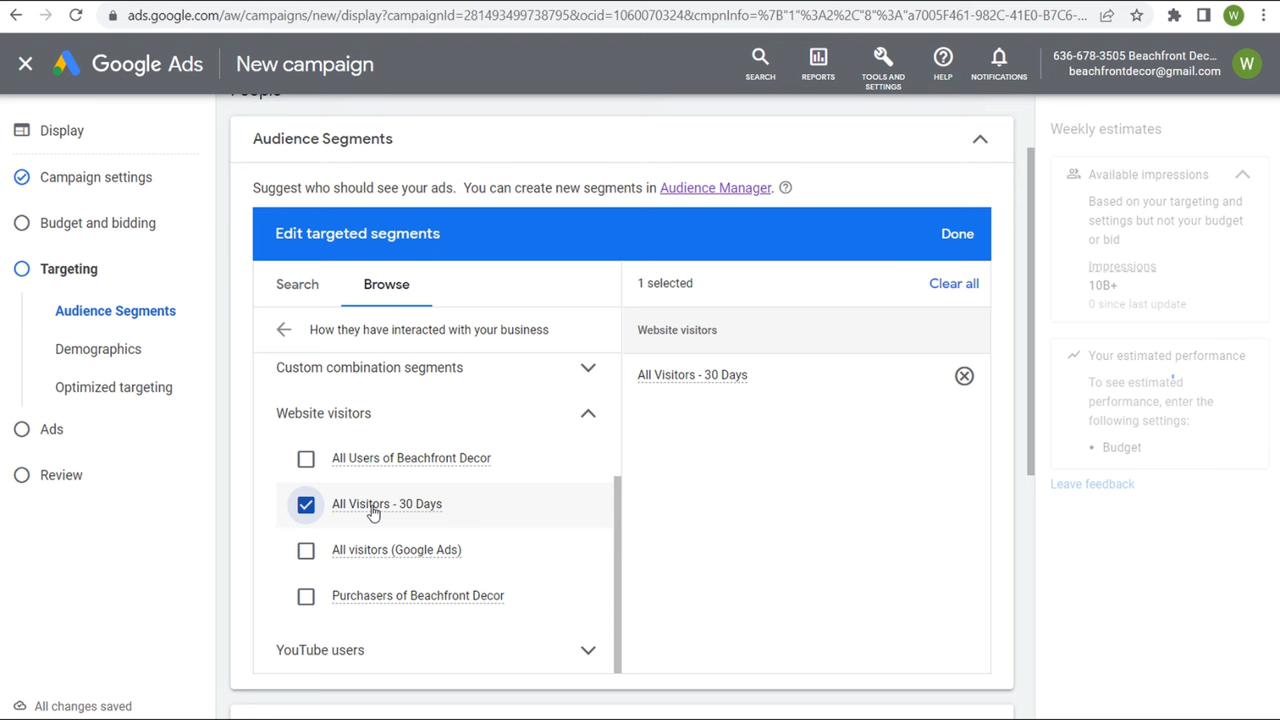 ads.google.com/aw/campaigns/new/display?campaignId=281493499738795&ocid=1060070324&cmpnInfo=%7B"1"%3A2%2C"8"%3A"a7005F461-982C-41E0-B7C6-...
W
Google Ads
New campaign
SEARCH
REPORTS
TOOLS AND SETTINGS
HELP
NOTIFICATIONS
636-678-3505 Beachfront Dec...
beachfrontdecor@gmail.com
W
Display
Campaign settings
Budget and bidding
Targeting
Audience Segments
Demographics
Optimized targeting
Ads
Review
All changes saved
People
Audience Segments
Suggest who should see your ads. You can create new segments in Audience Manager.
Edit targeted segments
Done
Search
Browse
1 selected
Clear all
How they have interacted with your business
Website visitors
Custom combination segments
All Visitors - 30 Days
Website visitors
All Users of Beachfront Decor
All Visitors - 30 Days
All visitors (Google Ads)
Purchasers of Beachfront Decor
YouTube users
Weekly estimates
Available impressions
Based on your targeting and
settings but not your budget
or bid
Impressions
10B+
0 since last update
Your estimated performance
To see estimated
performance, enter the
following settings:
• Budget
Leave feedback